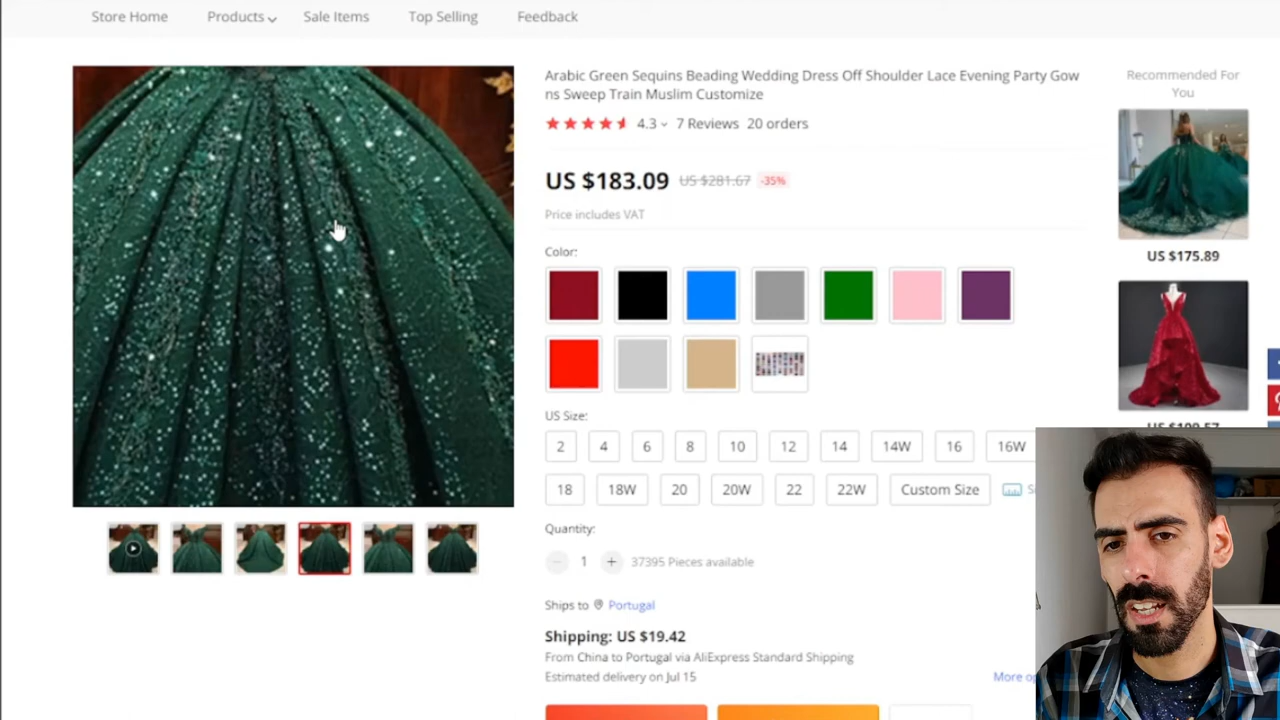 Store Home Products Sale Items Top Selling Feedback
Arabic Green Sequins Beading Wedding Dress Off Shoulder Lace Evening Party Gow
ns Sweep Train Muslim Customize
4.3 7 Reviews 20 orders
US $183.09 US $281.67 -35%
Price includes VAT
Color:
US Size:
2 4 6 8 10 12 14 14W 16 16W
18 18W 20 20W 22 22W Custom Size
Quantity:
1 37395 Pieces available
Ships to Portugal
Shipping: US $19.42
From China to Portugal via AliExpress Standard Shipping
Estimated delivery on Jul 15
More
Recommended For
You
US $175.89